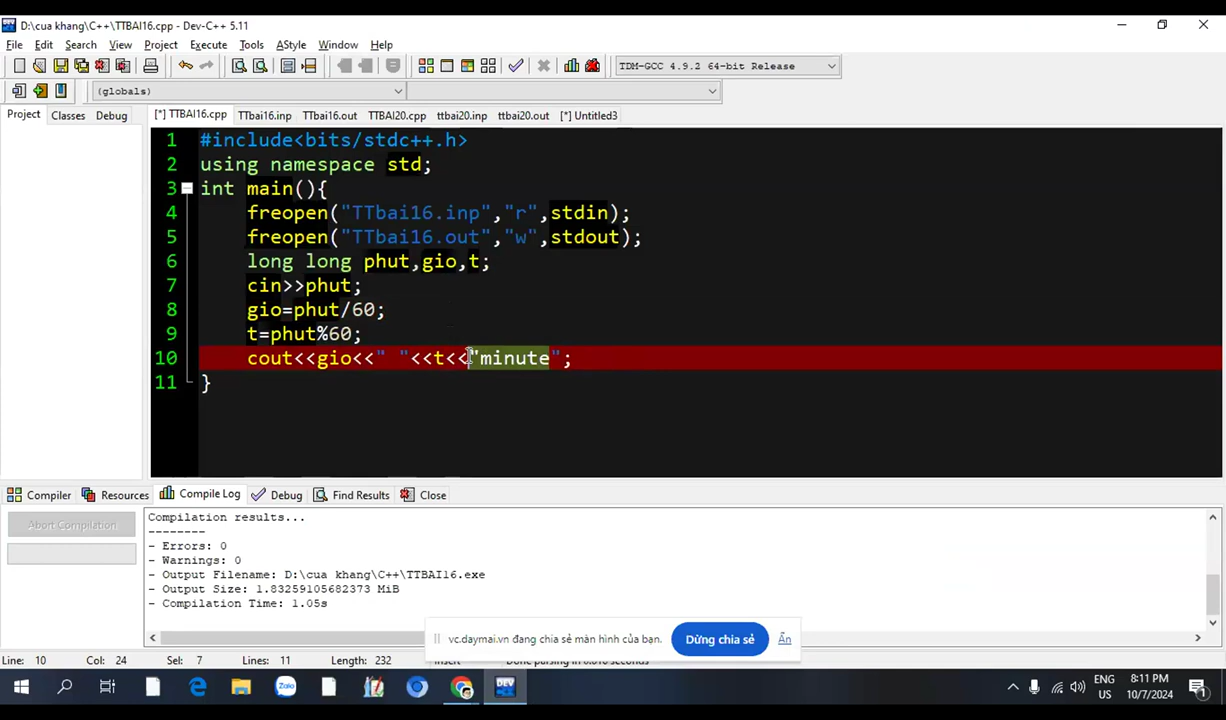 D:\cua khang\C++\TTBAI16.cpp - Dev-C++ 5.11
File Edit Search View Project Execute Tools AStyle Window Help
TDM-GCC 4.9.2 64-bit Release
(globals)
Project Classes Debug [*] TTBAI16.cpp TTbai16.inp TTbai16.out TTBAI20.cpp ttbai20.inp ttbai20.out [*] Untitled3
1 #include<bits/stdc++.h>
2 using namespace std;
3 int main(){
4 freopen("TTbai16.inp","r",stdin);
5 freopen("TTbai16.out","w",stdout);
6 long long phut,gio,t;
7 cin>>phut;
8 gio=phut/60;
9 t=phut%60;
10 cout<<gio<<" "<<t<<"minute";
11 }
Compiler Resources Compile Log Debug Find Results Close
Abort Compilation
Compilation results...
--------
- Errors: 0
- Warnings: 0
- Output Filename: D:\cua khang\C++\TTBAI16.exe
- Output Size: 1.83259105682373 MiB
- Compilation Time: 1.05s
vc.daymai.vn đang chia sẻ màn hình của bạn. Dừng chia sẻ Ẩn
Line: 10 Col: 24 Sel: 7 Lines: 11 Length: 232 Insert Done parsing in seconds
Zalo
DEV
ENG
US
8:11 PM
10/7/2024
1